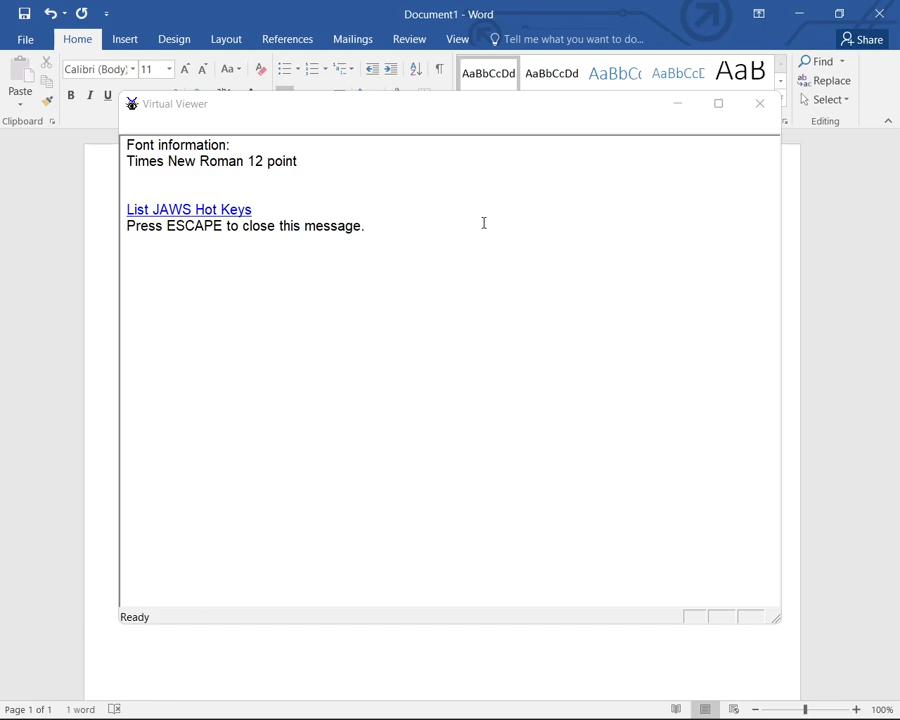 Document1 - Word
File Home Insert Design Layout References Mailings Review View Tell me what you want to do... Share
Paste Calibri (Body) 11 Aa AaBbCcDd AaBbCcDd AaBbCc AaBbCcD AaB Find
Replace
Select
Clipboard Editing
B I U
Virtual Viewer
Font information:
Times New Roman 12 point
List JAWS Hot Keys
Press ESCAPE to close this message.
Ready
Page 1 of 1 1 word 100%